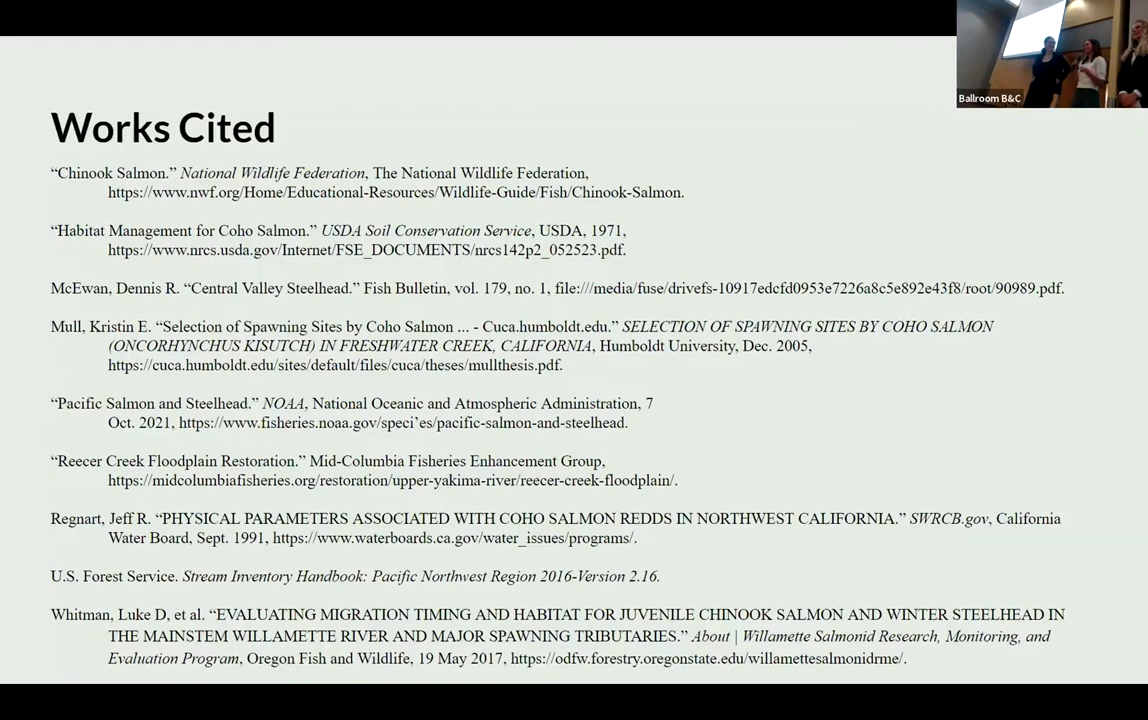 Ballroom B&C
Works Cited
“Chinook Salmon.” National Wildlife Federation, The National Wildlife Federation,
https://www.nwf.org/Home/Educational-Resources/Wildlife-Guide/Fish/Chinook-Salmon.
“Habitat Management for Coho Salmon.” USDA Soil Conservation Service, USDA, 1971,
https://www.nrcs.usda.gov/Internet/FSE_DOCUMENTS/nrcs142p2_052523.pdf.
McEwan, Dennis R. “Central Valley Steelhead.” Fish Bulletin, vol. 179, no. 1, file:///media/fuse/drivefs-10917edcfd0953e7226a8c5e892e43f8/root/90989.pdf.
Mull, Kristin E. “Selection of Spawning Sites by Coho Salmon ... - Cuca.humboldt.edu.” SELECTION OF SPAWNING SITES BY COHO SALMON
(ONCORHYNCHUS KISUTCH) IN FRESHWATER CREEK, CALIFORNIA, Humboldt University, Dec. 2005,
https://cuca.humboldt.edu/sites/default/files/cuca/theses/mullthesis.pdf.
“Pacific Salmon and Steelhead.” NOAA, National Oceanic and Atmospheric Administration, 7
Oct. 2021, https://www.fisheries.noaa.gov/speci’es/pacific-salmon-and-steelhead.
“Reecer Creek Floodplain Restoration.” Mid-Columbia Fisheries Enhancement Group,
https://midcolumbiafisheries.org/restoration/upper-yakima-river/reecer-creek-floodplain/.
Regnart, Jeff R. “PHYSICAL PARAMETERS ASSOCIATED WITH COHO SALMON REDDS IN NORTHWEST CALIFORNIA.” SWRCB.gov, California
Water Board, Sept. 1991, https://www.waterboards.ca.gov/water_issues/programs/.
U.S. Forest Service. Stream Inventory Handbook: Pacific Northwest Region 2016-Version 2.16.
Whitman, Luke D, et al. “EVALUATING MIGRATION TIMING AND HABITAT FOR JUVENILE CHINOOK SALMON AND WINTER STEELHEAD IN
THE MAINSTEM WILLAMETTE RIVER AND MAJOR SPAWNING TRIBUTARIES.” About | Willamette Salmonid Research, Monitoring, and
Evaluation Program, Oregon Fish and Wildlife, 19 May 2017, https://odfw.forestry.oregonstate.edu/willamettesalmonidrme/.